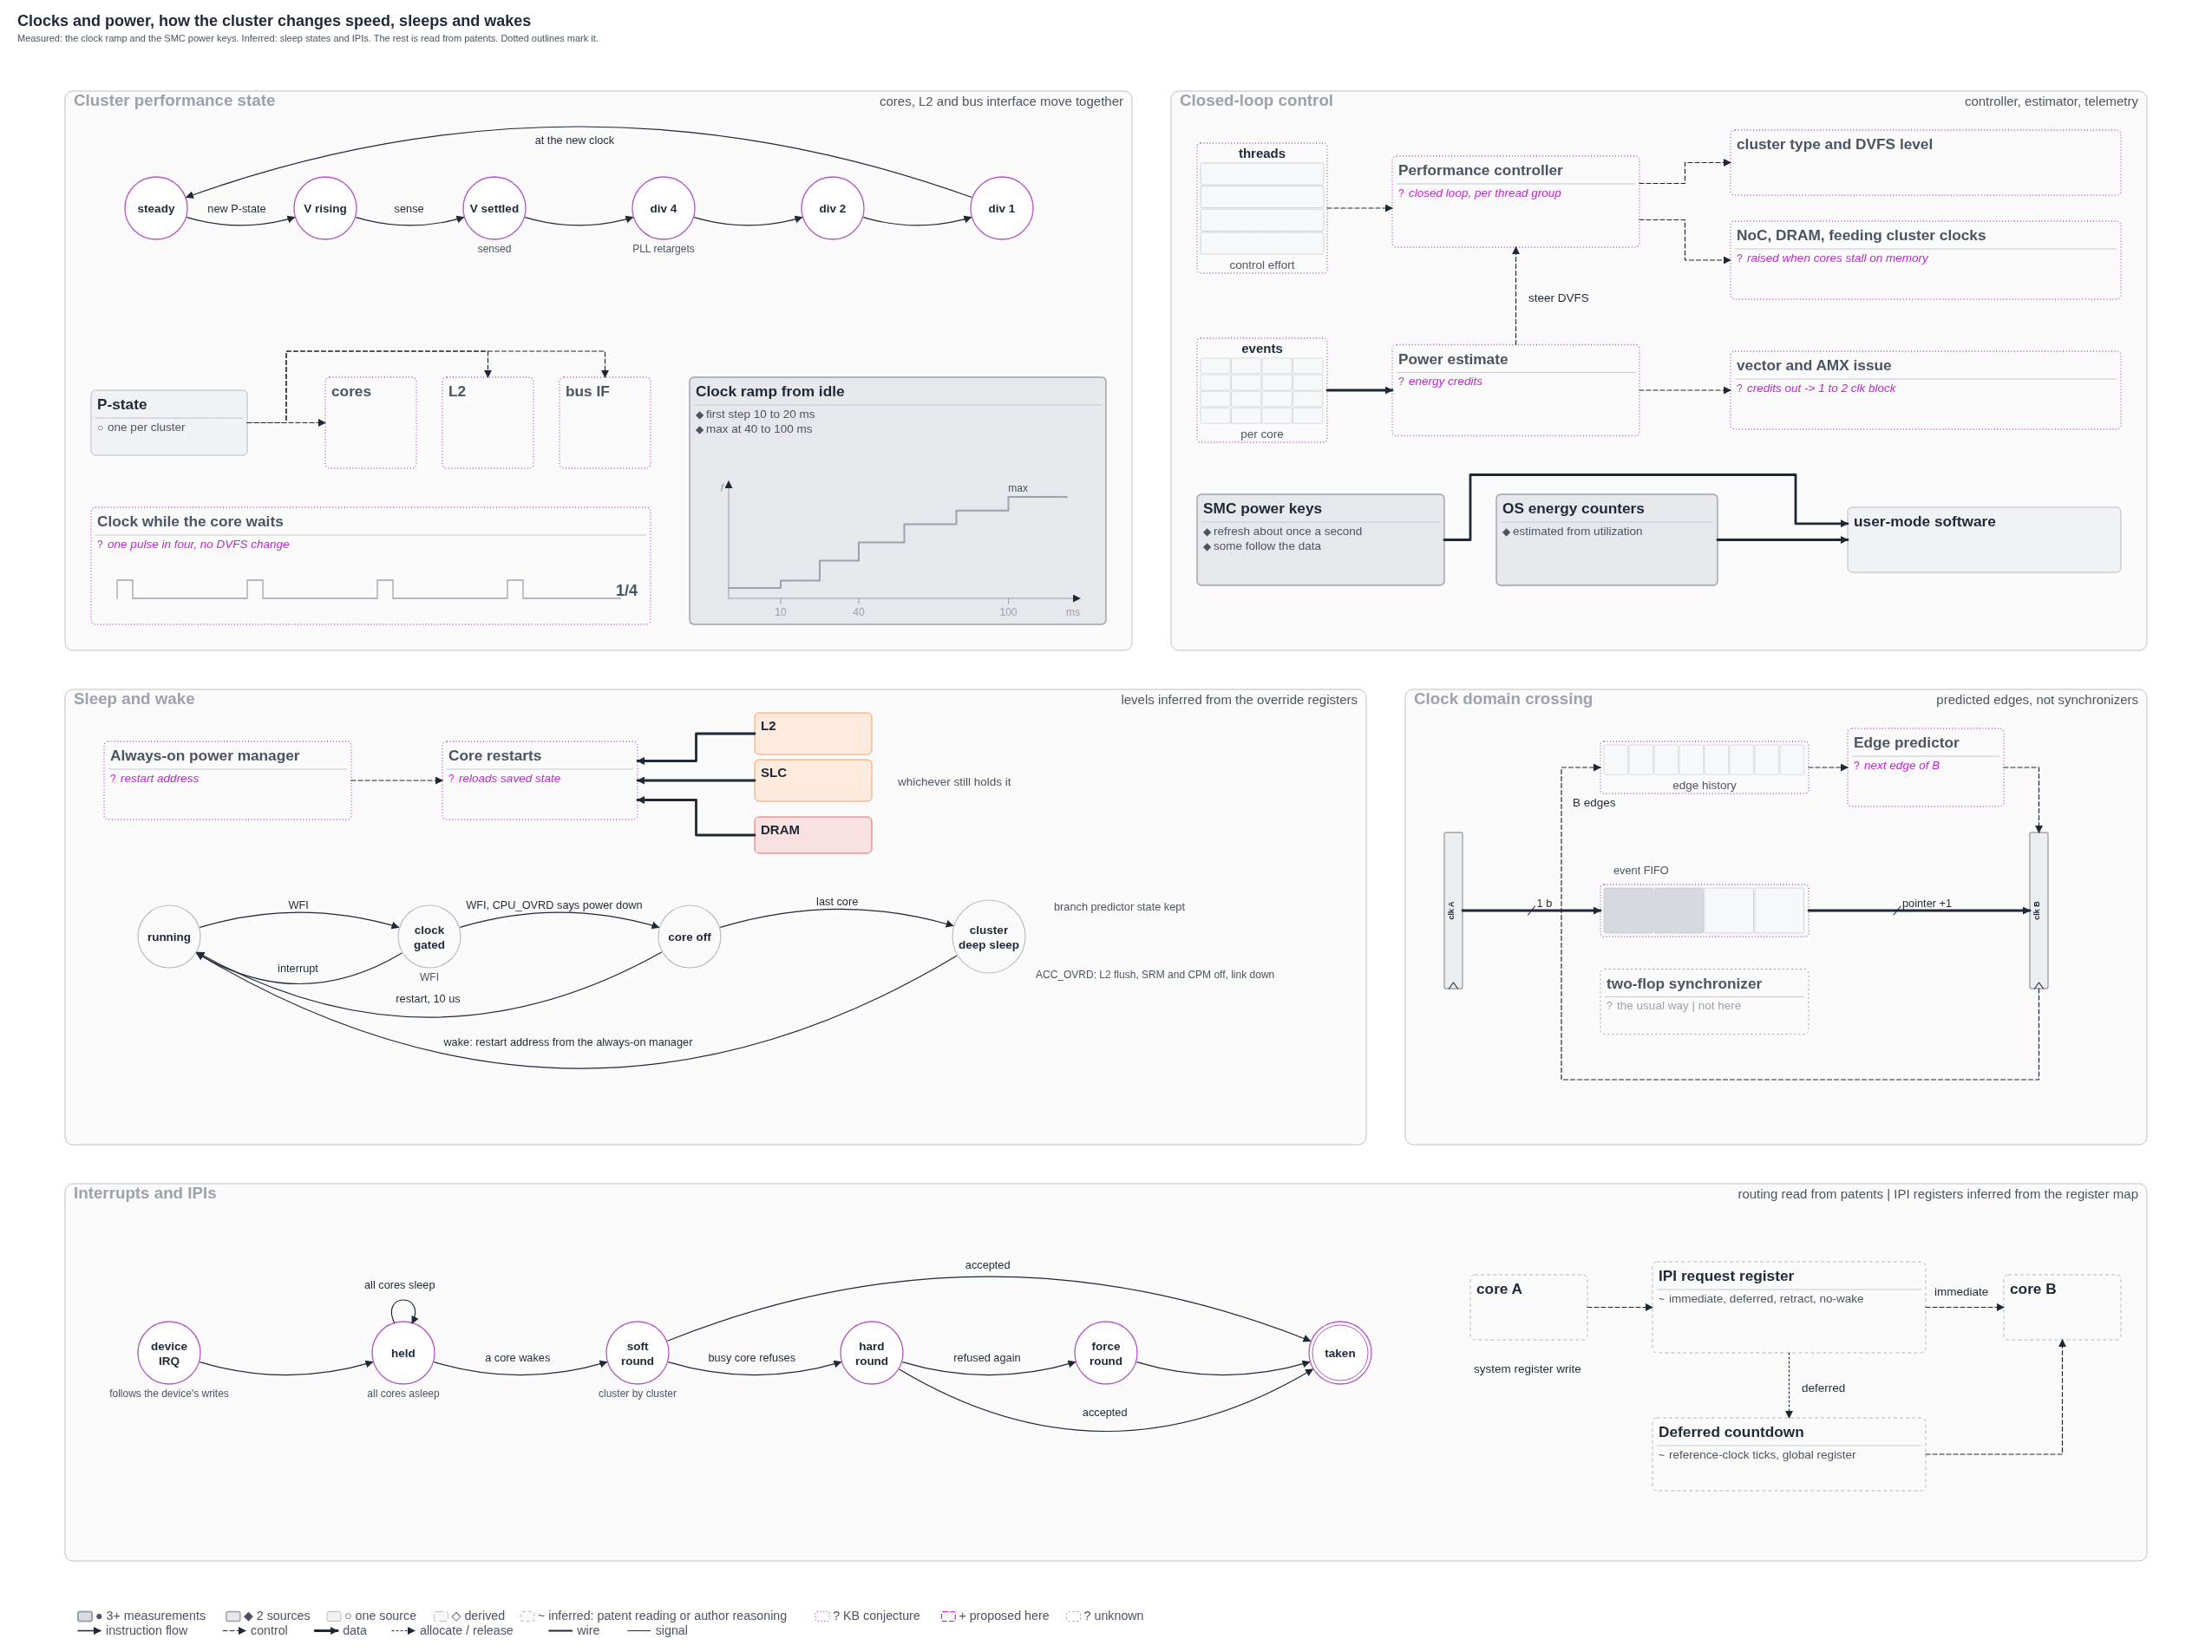 Clocks and power, how the cluster changes speed, sleeps and wakes
Measured: the clock ramp and the SMC power keys. Inferred: sleep states and IPIs. The rest is read from patents. Dotted outlines mark it.
Cluster performance state
cores, L2 and bus interface move together
at the new clock
steady
new P-state
V rising
sense
V settled
div 4
div 2
div 1
sensed
PLL retargets
P-state
○ one per cluster
cores
L2
bus IF
Clock ramp from idle
◆ first step 10 to 20 ms
◆ max at 40 to 100 ms
f
max
10
40
100
ms
Clock while the core waits
? one pulse in four, no DVFS change
1/4
Closed-loop control
controller, estimator, telemetry
threads
control effort
Performance controller
? closed loop, per thread group
cluster type and DVFS level
NoC, DRAM, feeding cluster clocks
? raised when cores stall on memory
steer DVFS
events
per core
Power estimate
? energy credits
vector and AMX issue
? credits out -> 1 to 2 clk block
SMC power keys
◆ refresh about once a second
◆ some follow the data
OS energy counters
◆ estimated from utilization
user-mode software
Sleep and wake
levels inferred from the override registers
Always-on power manager
? restart address
Core restarts
? reloads saved state
L2
SLC
DRAM
whichever still holds it
running
WFI
clock
gated
WFI
WFI, CPU_OVRD says power down
core off
last core
cluster
deep sleep
branch predictor state kept
ACC_OVRD: L2 flush, SRM and CPM off, link down
interrupt
restart, 10 us
wake: restart address from the always-on manager
Clock domain crossing
predicted edges, not synchronizers
edge history
Edge predictor
? next edge of B
B edges
event FIFO
clk A
1 b
pointer +1
clk B
two-flop synchronizer
? the usual way | not here
Interrupts and IPIs
routing read from patents | IPI registers inferred from the register map
device
IRQ
follows the device's writes
all cores sleep
held
all cores asleep
a core wakes
soft
round
cluster by cluster
busy core refuses
hard
round
refused again
force
round
accepted
accepted
taken
core A
system register write
IPI request register
~ immediate, deferred, retract, no-wake
immediate
core B
deferred
Deferred countdown
~ reference-clock ticks, global register
● 3+ measurements
◆ 2 sources
○ one source
◇ derived
~ inferred: patent reading or author reasoning
? KB conjecture
+ proposed here
? unknown
instruction flow
control
data
allocate / release
wire
signal